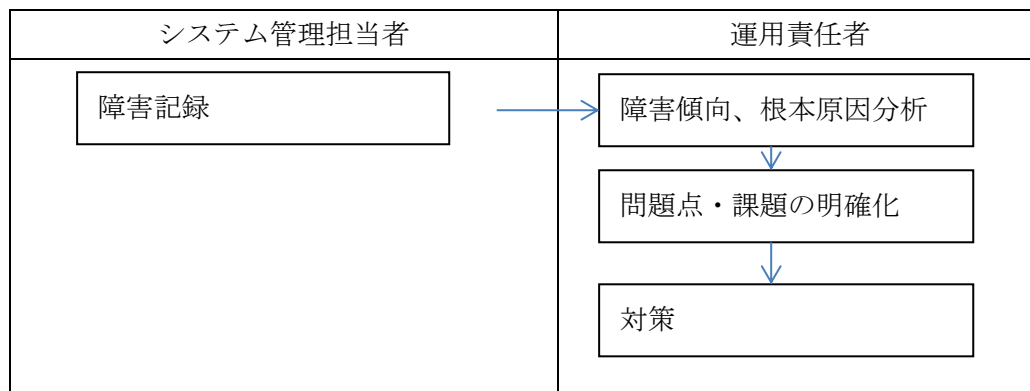 システム管理担当者
運用責任者
障害記録
障害傾向、根本原因分析
問題点・課題の明確化
対策